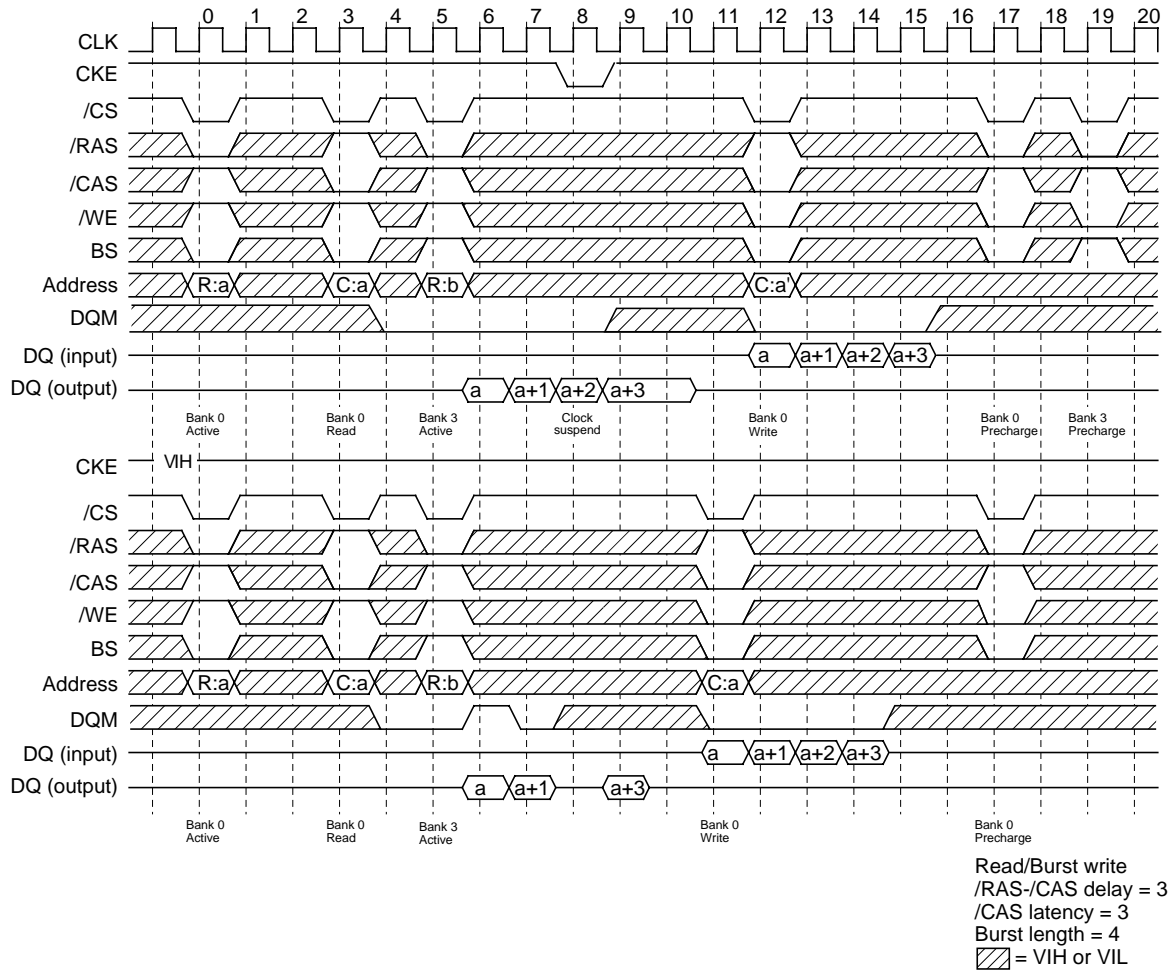 0 1 2 3 4 5 6 7 8 9 10 11 12 13 14 15 16 17 18 19 20
CLK
CKE
/CS
/RAS
/CAS
/WE
BS
Address R:a C:a R:b C:a'
DQM
DQ (input) a a+1 a+2 a+3
DQ (output) a a+1 a+2 a+3
Bank 0 Active Bank 0 Read Bank 3 Active Clock suspend Bank 0 Write Bank 0 Precharge Bank 3 Precharge
CKE VIH
/CS
/RAS
/CAS
/WE
BS
Address R:a C:a R:b C:a
DQM
DQ (input) a a+1 a+2 a+3
DQ (output) a a+1 a+3
Bank 0 Active Bank 0 Read Bank 3 Active Bank 0 Write Bank 0 Precharge
Read/Burst write
/RAS-/CAS delay = 3
/CAS latency = 3
Burst length = 4
= VIH or VIL